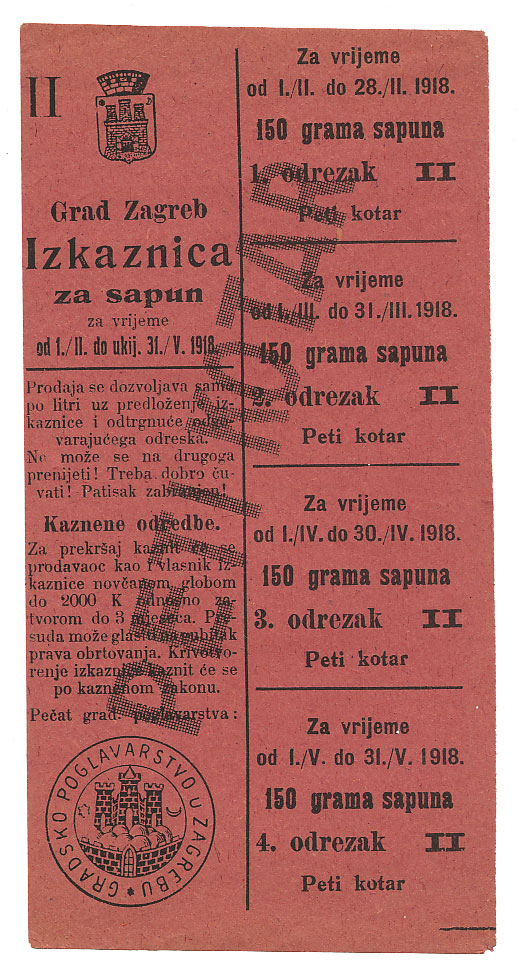 II
Grad Zagreb
Izkaznica
za sapun
za vrijeme
od 1./II. do uklj. 31./V. 1918.
Prodaja se dozvoljava samo
po litri uz predloženje iz-
kaznice i odtrgnuće odgo-
varajućega odreska.
Ne može se na drugoga
prenijeti! Treba dobro ču-
vati! Patisak zabranjen!
Kaznene odredbe.
Za prekršaj kaznit će se
prodavaoc kao i vlasnik iz-
kaznice novčanom globom
do 2000 K odnosno za-
tvorom do 3 mjeseca. Pre-
suda može glasiti na gubitak
prava obrtovanja. Krivotvo-
renje izkaznice kaznit će se
po kaznenom zakonu.
Pečat grad. poglavarstva:
GRADSKO POGLAVARSTVO U ZAGREBU
PETI KOTAR
Za vrijeme
od 1./II. do 28./II. 1918.
150 grama sapuna
1. odrezak II
Peti kotar
Za vrijeme
od 1./III. do 31./III. 1918.
150 grama sapuna
2. odrezak II
Peti kotar
Za vrijeme
od 1./IV. do 30./IV. 1918.
150 grama sapuna
3. odrezak II
Peti kotar
Za vrijeme
od 1./V. do 31./V. 1918.
150 grama sapuna
4. odrezak II
Peti kotar